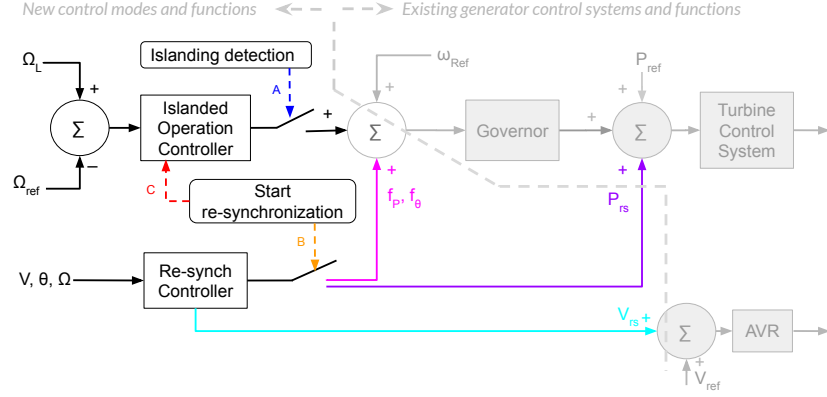 New control modes and functions
Existing generator control systems and functions
Islanding detection
Ω_L
ω_Ref
P_ref
+
A
+
+
Σ
Islanded
Operation
Controller
+
Σ
Governor
+
Σ
Turbine
Control
System
−
Ω_ref
C
Start
re-synchronization
+
f_P, f_θ
+
P_rs
B
V, θ, Ω
Re-synch
Controller
V_rs +
Σ
AVR
+
V_ref